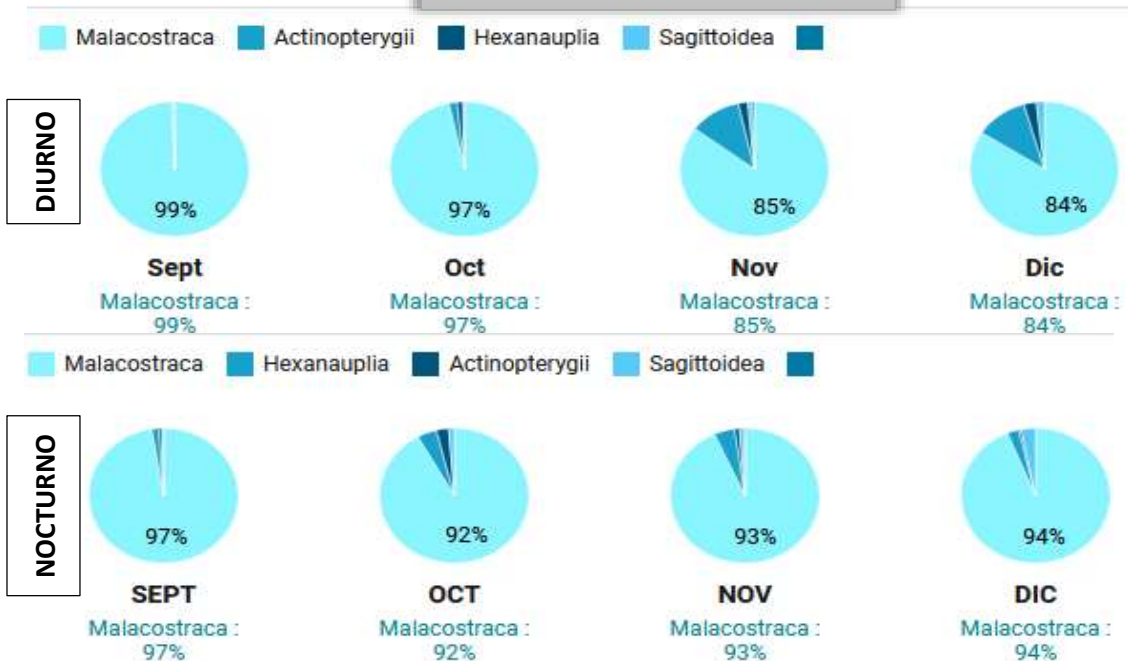 Malacostraca Actinopterygii Hexanauplia Sagittoidea
DIURNO
99% 97% 85% 84%
Sept Oct Nov Dic
Malacostraca : Malacostraca : Malacostraca : Malacostraca :
99% 97% 85% 84%
Malacostraca Hexanauplia Actinopterygii Sagittoidea
NOCTURNO
97% 92% 93% 94%
SEPT OCT NOV DIC
Malacostraca : Malacostraca : Malacostraca : Malacostraca :
97% 92% 93% 94%